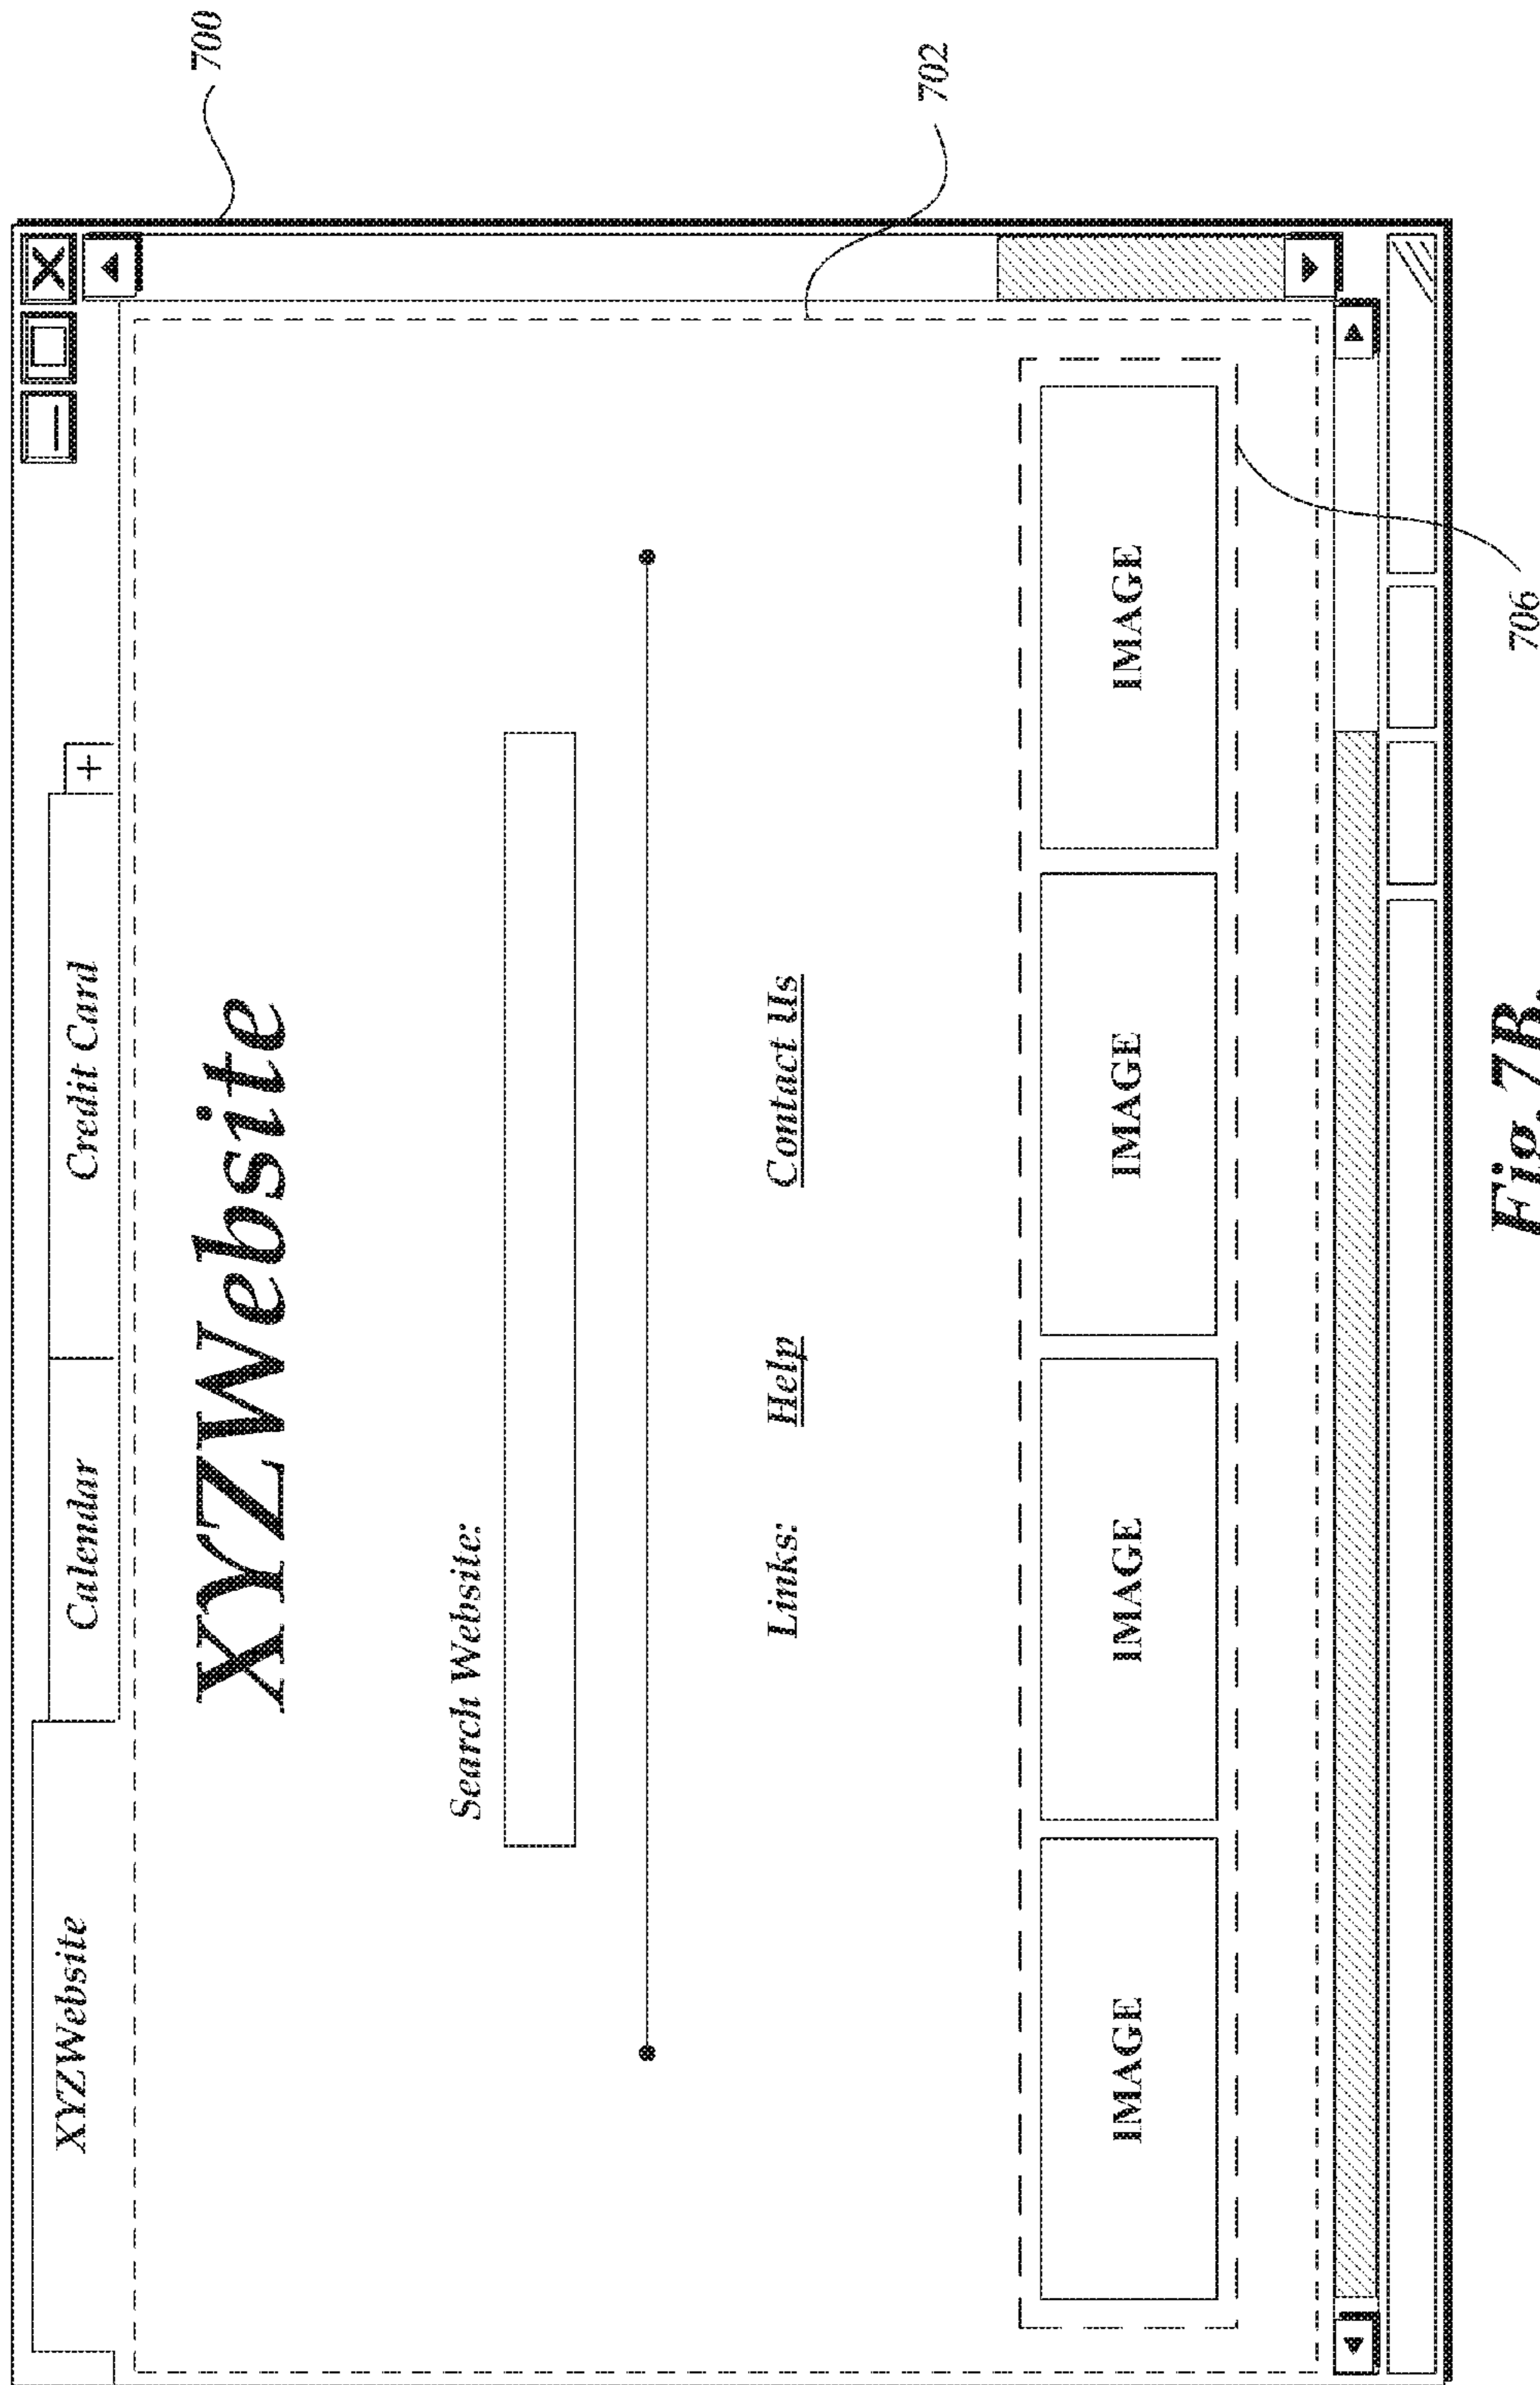 XYZWebsite Calendar Credit Card +
700
XYZWebsite
Search Website:
Links: Help Contact Us
702
IMAGE IMAGE IMAGE IMAGE
706
Fig. 7B.